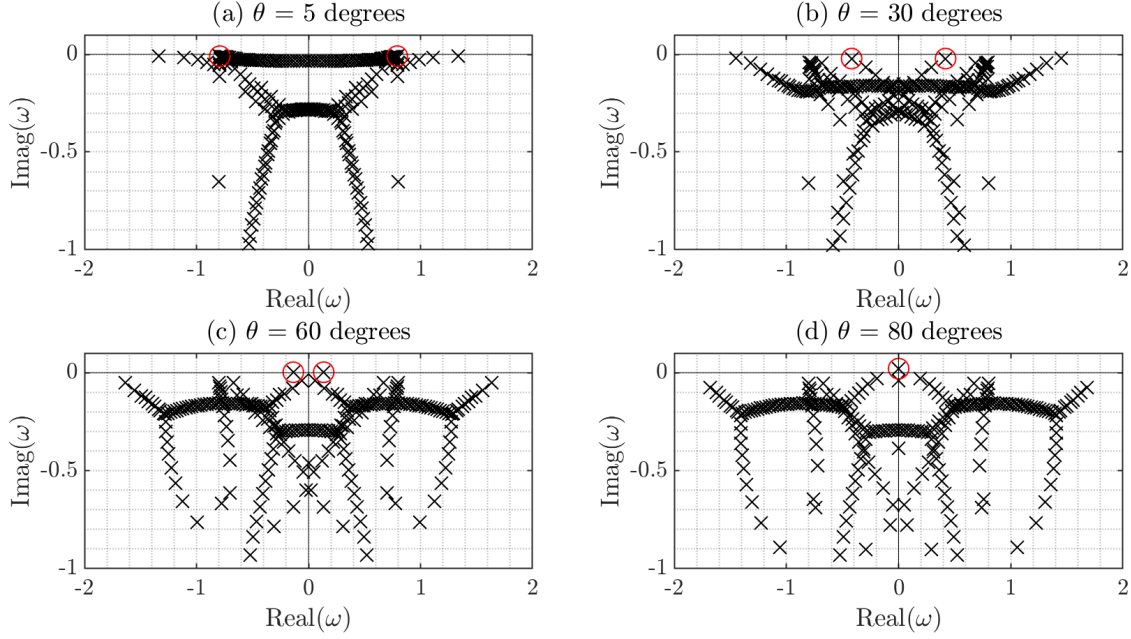 (a) θ = 5 degrees
0
-0.5
-1
Imag(ω)
-2
-1
0
1
2
Real(ω)
(b) θ = 30 degrees
0
-0.5
-1
Imag(ω)
-2
-1
0
1
2
Real(ω)
(c) θ = 60 degrees
0
-0.5
-1
Imag(ω)
-2
-1
0
1
2
Real(ω)
(d) θ = 80 degrees
0
-0.5
-1
Imag(ω)
-2
-1
0
1
2
Real(ω)